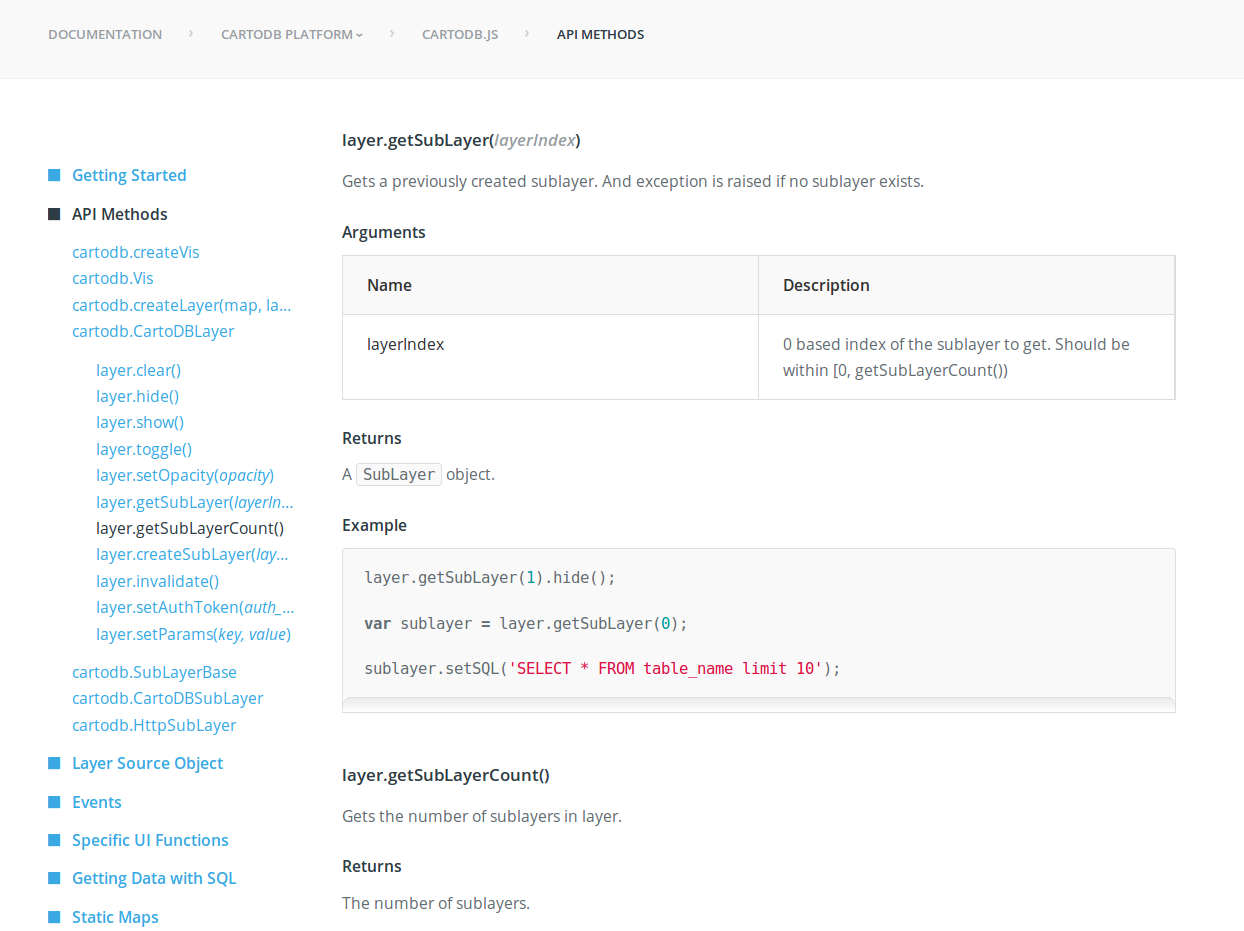 DOCUMENTATION › CARTODB PLATFORM › CARTODB.JS › API METHODS
Getting Started
API Methods
cartodb.createVis
cartodb.Vis
cartodb.createLayer(map, la...
cartodb.CartoDBLayer
layer.clear()
layer.hide()
layer.show()
layer.toggle()
layer.setOpacity(opacity)
layer.getSubLayer(layerIn...
layer.getSubLayerCount()
layer.createSubLayer(lay...
layer.invalidate()
layer.setAuthToken(auth_...
layer.setParams(key, value)
cartodb.SubLayerBase
cartodb.CartoDBSubLayer
cartodb.HttpSubLayer
Layer Source Object
Events
Specific UI Functions
Getting Data with SQL
Static Maps
layer.getSubLayer(layerIndex)
Gets a previously created sublayer. And exception is raised if no sublayer exists.
Arguments
Name Description
layerIndex 0 based index of the sublayer to get. Should be
within [0, getSubLayerCount())
Returns
A SubLayer object.
Example
layer.getSubLayer(1).hide();
var sublayer = layer.getSubLayer(0);
sublayer.setSQL('SELECT * FROM table_name limit 10');
layer.getSubLayerCount()
Gets the number of sublayers in layer.
Returns
The number of sublayers.